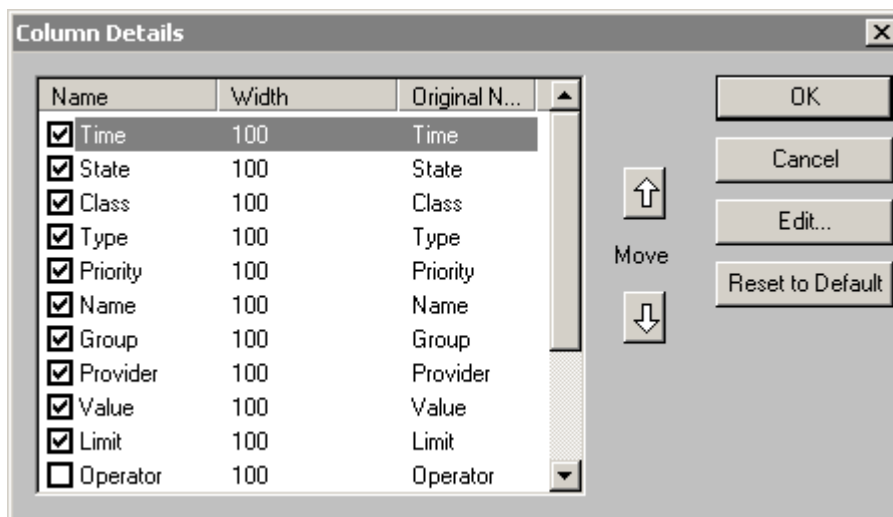 Column Details
Name Width Original N...
Time 100 Time
State 100 State
Class 100 Class
Type 100 Type
Priority 100 Priority
Name 100 Name
Group 100 Group
Provider 100 Provider
Value 100 Value
Limit 100 Limit
Operator 100 Operator
Move
OK
Cancel
Edit...
Reset to Default